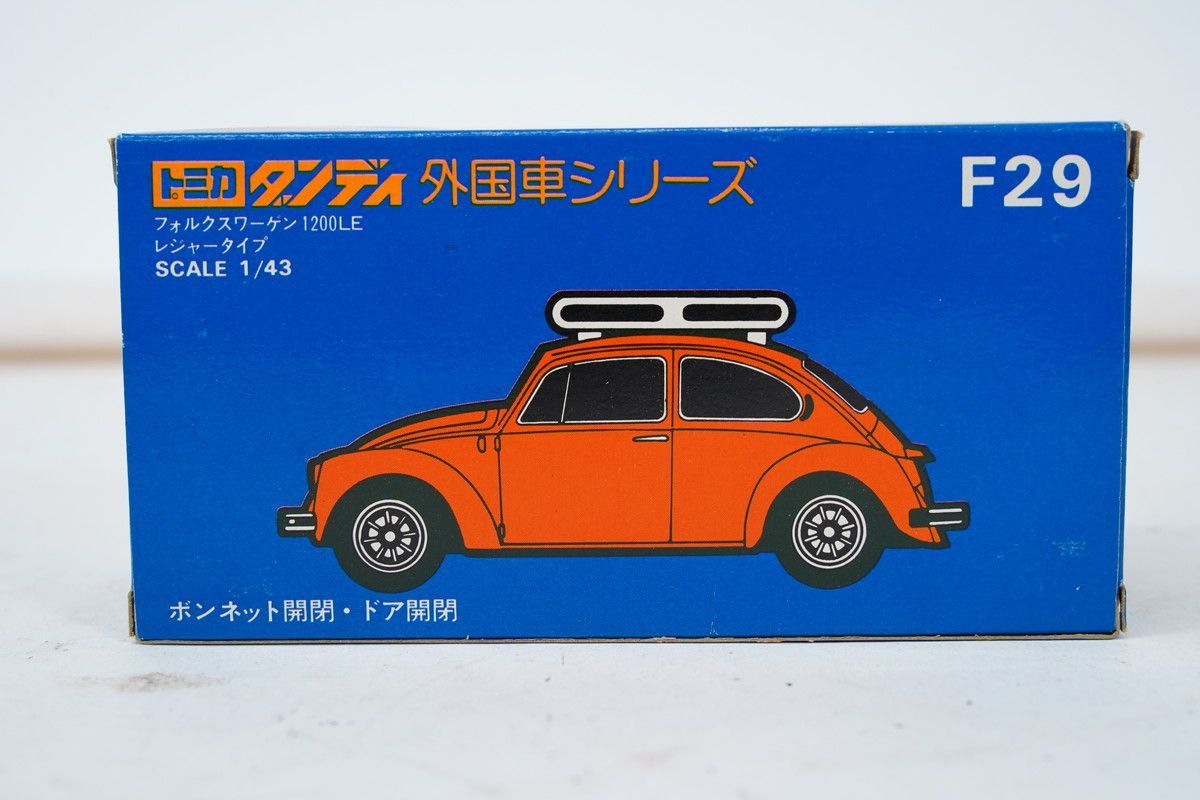 トミカ ダンディ 外国車シリーズ F29
フォルクスワーゲン1200LE
レジャータイプ
SCALE 1/43
ボンネット開閉・ドア開閉